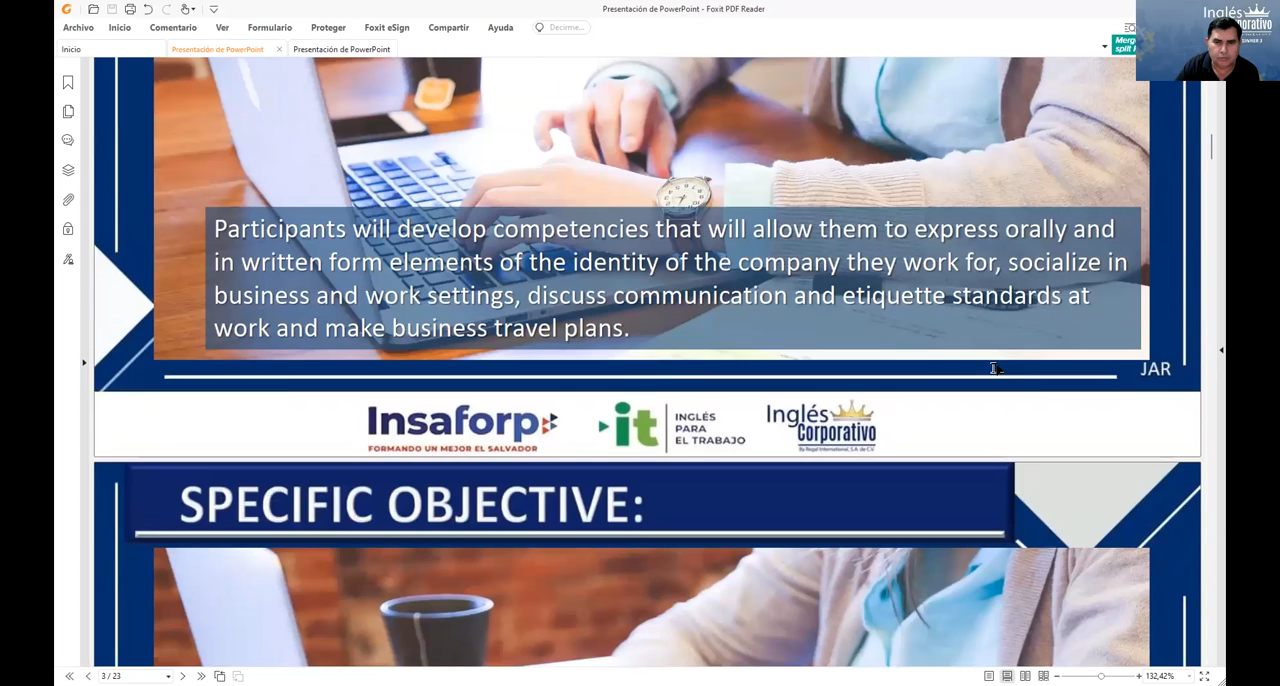 Presentación de PowerPoint - Foxit PDF Reader
Archivo Inicio Comentario Ver Formulario Proteger Foxit eSign Compartir Ayuda Decirme...
Inicio Presentación de PowerPoint Presentación de PowerPoint
Merge
split
Inglés
Corporativo
Participants will develop competencies that will allow them to express orally and
in written form elements of the identity of the company they work for, socialize in
business and work settings, discuss communication and etiquette standards at
work and make business travel plans.
JAR
Insaforp
FORMANDO UN MEJOR EL SALVADOR
it
INGLÉS
PARA
EL TRABAJO
Inglés
Corporativo
By Regal International, S.A. de C.V.
SPECIFIC OBJECTIVE:
3 / 23
132,42%